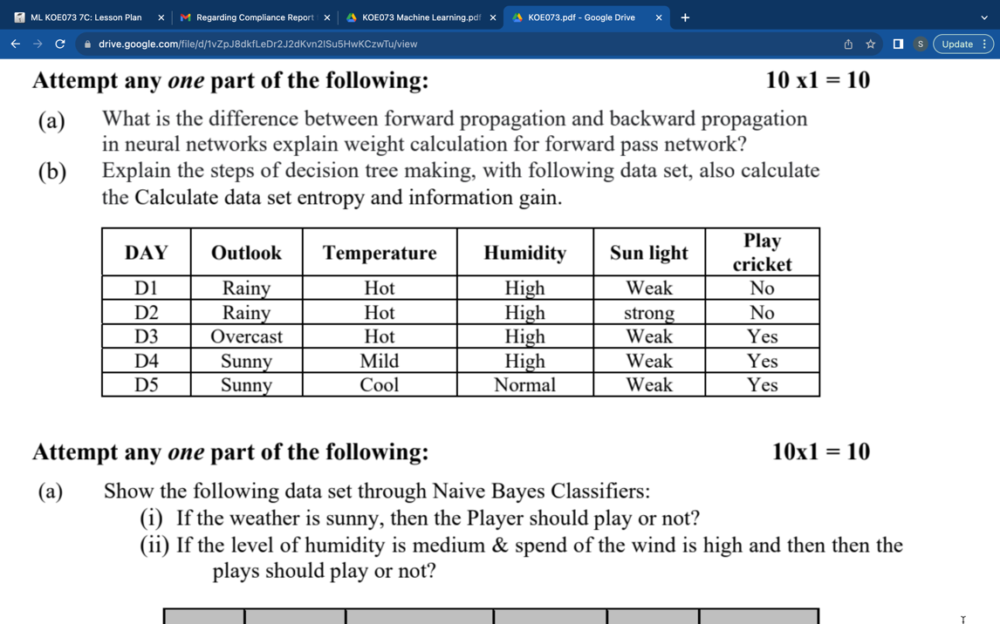 ML KOE073 7C: Lesson Plan
Regarding Compliance Report
KOE073 Machine Learning.pdf
KOE073.pdf - Google Drive
drive.google.com/file/d/1vZpJ8dkfLeDr2J2dKvn2lSu5HwKCzwTu/view
S
Update
Attempt any one part of the following: 10 x1 = 10
(a) What is the difference between forward propagation and backward propagation
in neural networks explain weight calculation for forward pass network?
(b) Explain the steps of decision tree making, with following data set, also calculate
the Calculate data set entropy and information gain.
DAY Outlook Temperature Humidity Sun light Play cricket
D1 Rainy Hot High Weak No
D2 Rainy Hot High strong No
D3 Overcast Hot High Weak Yes
D4 Sunny Mild High Weak Yes
D5 Sunny Cool Normal Weak Yes
Attempt any one part of the following: 10x1 = 10
(a) Show the following data set through Naive Bayes Classifiers:
(i) If the weather is sunny, then the Player should play or not?
(ii) If the level of humidity is medium & spend of the wind is high and then then the
plays should play or not?